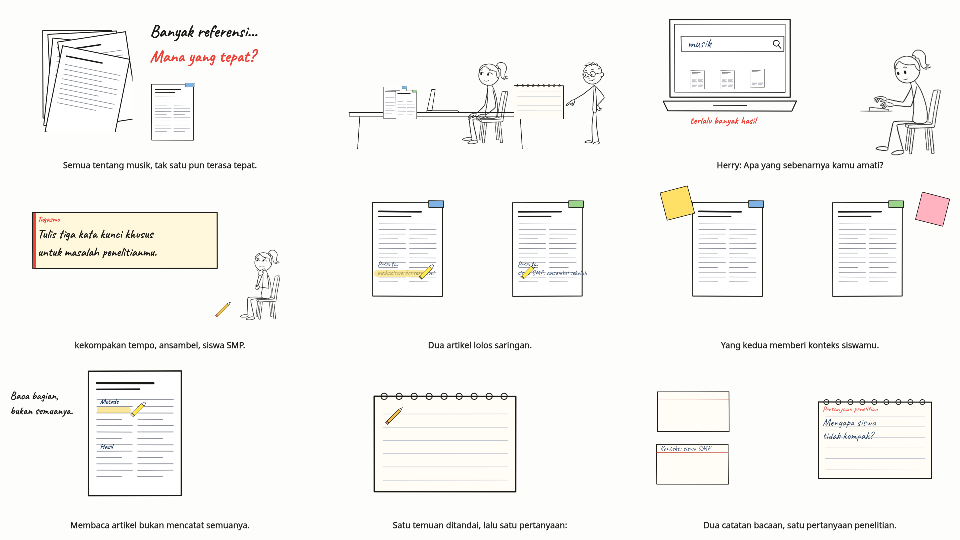 Banyak referensi...
Mana yang tepat?
Semua tentang musik, tak satu pun terasa tepat.
musik
terlalu banyak hasil
Herry: Apa yang sebenarnya kamu amati?
Tugasmu
Tulis tiga kata kunci khusus
untuk masalah penelitianmu.
kekompakan tempo, ansambel, siswa SMP.
Dua artikel lolos saringan.
Yang kedua memberi konteks siswamu.
Baca bagian,
bukan semuanya.
Metode
Hasil
Membaca artikel bukan mencatat semuanya.
Satu temuan ditandai, lalu satu pertanyaan:
Konteks: siswa SMP
Pertanyaan penelitian
Mengapa siswa
tidak kompak?
Dua catatan bacaan, satu pertanyaan penelitian.